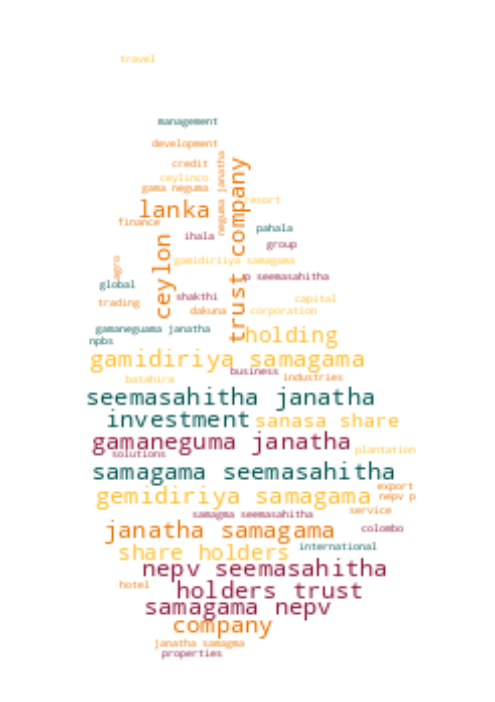 travel
management
development
credit
ceylinco
gama neguma
neguma janatha
trust company
resort
lanka
finance
pahala
ihala
group
ceylon
gamidiriiya samagama
agro
seemasahitha
global
shakthi
capital
trading
dakuna
corporation
gamaneguama janatha
holding
npbs
gamidiriya samagama
business
batahira
industries
seemasahitha janatha
investment
sanasa share
gamaneguma janatha
solutions
plantation
samagama seemasahitha
export
gemidiriya samagama
nepv p
service
samagma seemasahitha
janatha samagama
colombo
share holders
international
nepv seemasahitha
hotel
holders trust
samagama nepv
company
janatha samagma
properties